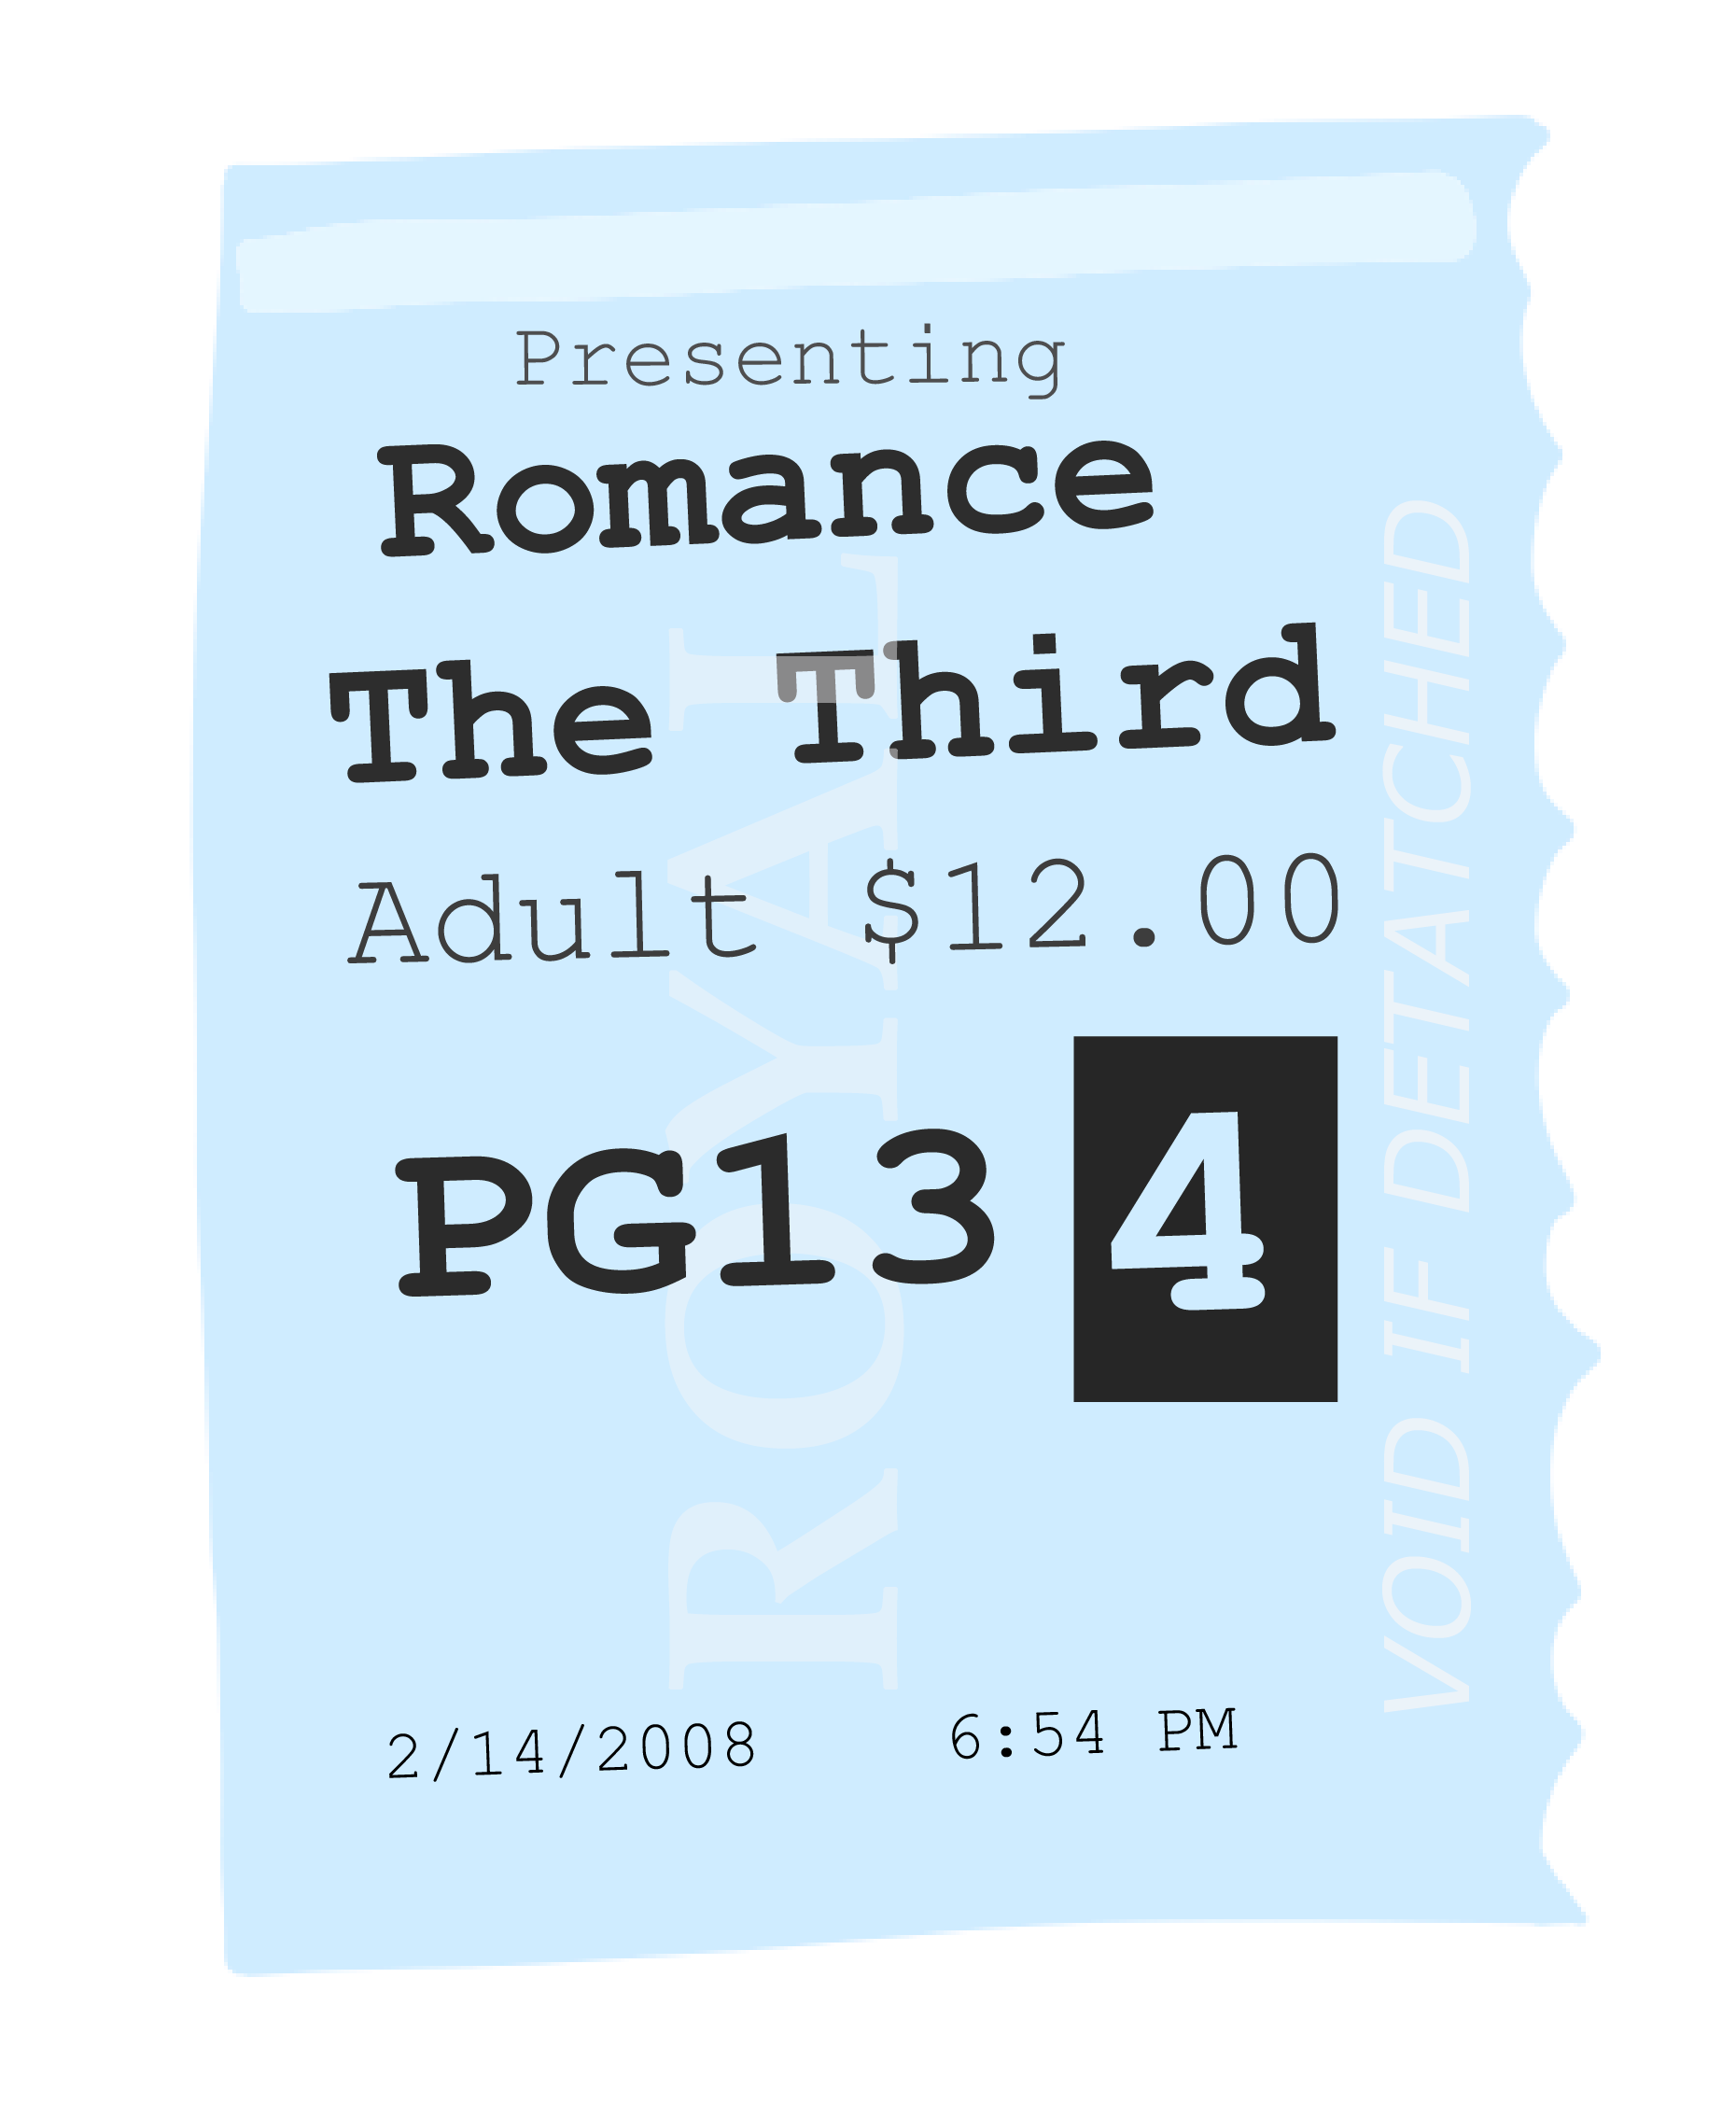 Presenting
Romance
The Third
Adult $12.00
PG13 4
2/14/2008 6:54 PM
ROYAL
VOID IF DETATCHED